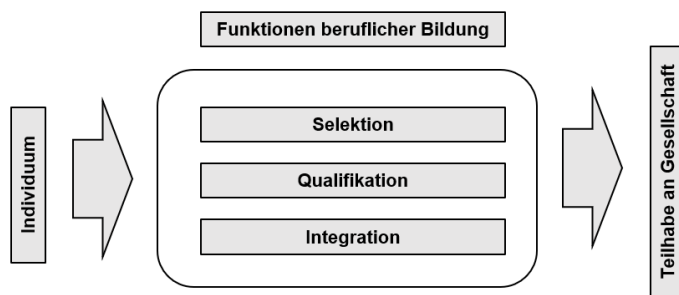 Funktionen beruflicher Bildung
Individuum
Selektion
Qualifikation
Integration
Teilhabe an Gesellschaft